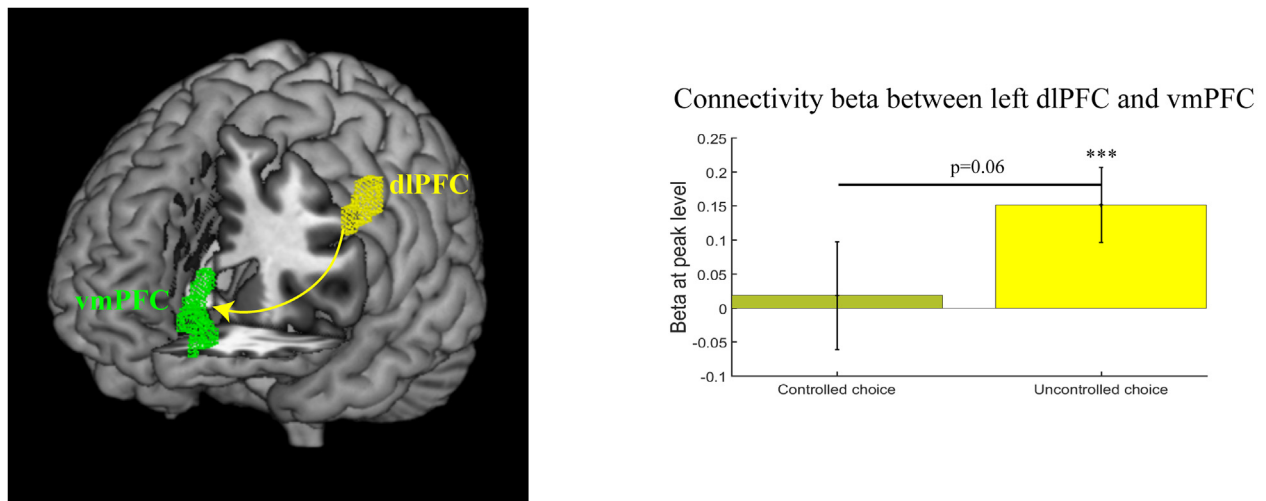 dlPFC
vmPFC
Connectivity beta between left dlPFC and vmPFC
0.25
0.2
0.15
0.1
0.05
0
-0.05
-0.1
Beta at peak level
p=0.06
***
Controlled choice
Uncontrolled choice